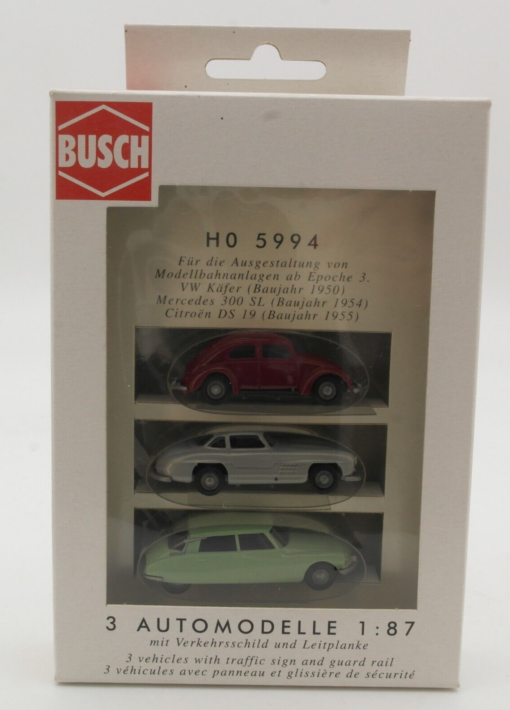 BUSCH
H0 5994
Für die Ausgestaltung von
Modellbahnanlagen ab Epoche 3.
VW Käfer (Baujahr 1950)
Mercedes 300 SL (Baujahr 1954)
Citroën DS 19 (Baujahr 1955)
3 AUTOMODELLE 1:87
mit Verkehrsschild und Leitplanke
3 vehicles with traffic sign and guard rail
3 véhicules avec panneau et glissière de sécurité